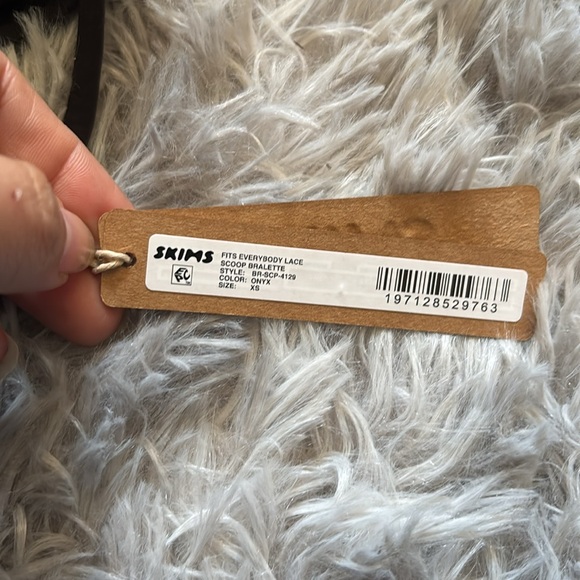 SKIMS
FITS EVERYBODY LACE
SCOOP BRALETTE
STYLE: BR-SCP-4129
COLOR: ONYX
SIZE: XS
197128529763